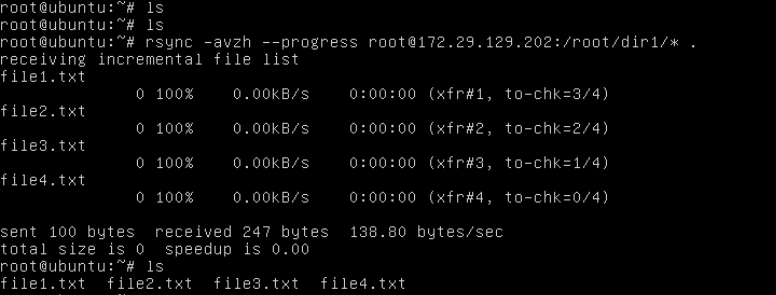 root@ubuntu:~# ls
root@ubuntu:~# ls
root@ubuntu:~# rsync -avzh --progress root@172.29.129.202:/root/dir1/* .
receiving incremental file list
file1.txt
              0 100%    0.00kB/s    0:00:00 (xfr#1, to-chk=3/4)
file2.txt
              0 100%    0.00kB/s    0:00:00 (xfr#2, to-chk=2/4)
file3.txt
              0 100%    0.00kB/s    0:00:00 (xfr#3, to-chk=1/4)
file4.txt
              0 100%    0.00kB/s    0:00:00 (xfr#4, to-chk=0/4)
sent 100 bytes  received 247 bytes  138.80 bytes/sec
total size is 0  speedup is 0.00
root@ubuntu:~# ls
file1.txt  file2.txt  file3.txt  file4.txt